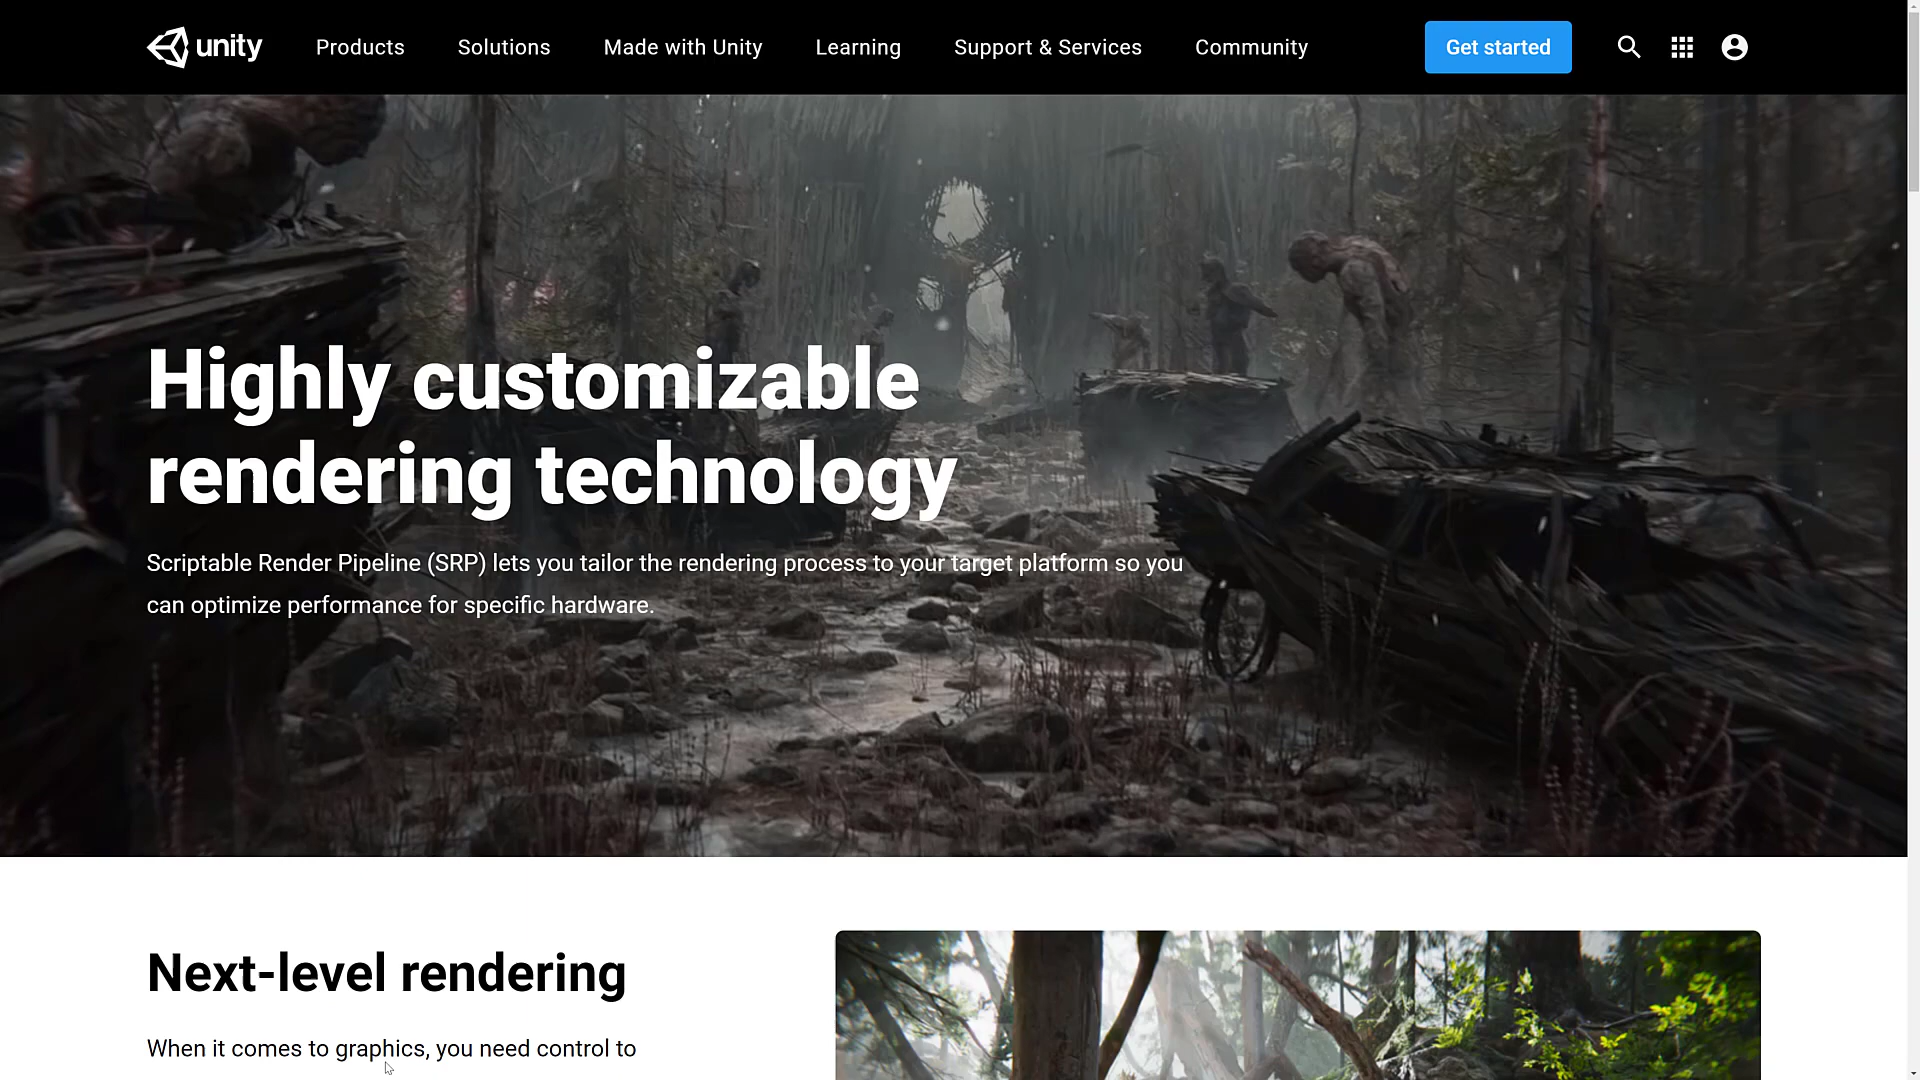 unity
Products
Solutions
Made with Unity
Learning
Support & Services
Community
Get started
Highly customizable
rendering technology
Scriptable Render Pipeline (SRP) lets you tailor the rendering process to your target platform so you
can optimize performance for specific hardware.
Next-level rendering
When it comes to graphics, you need control to